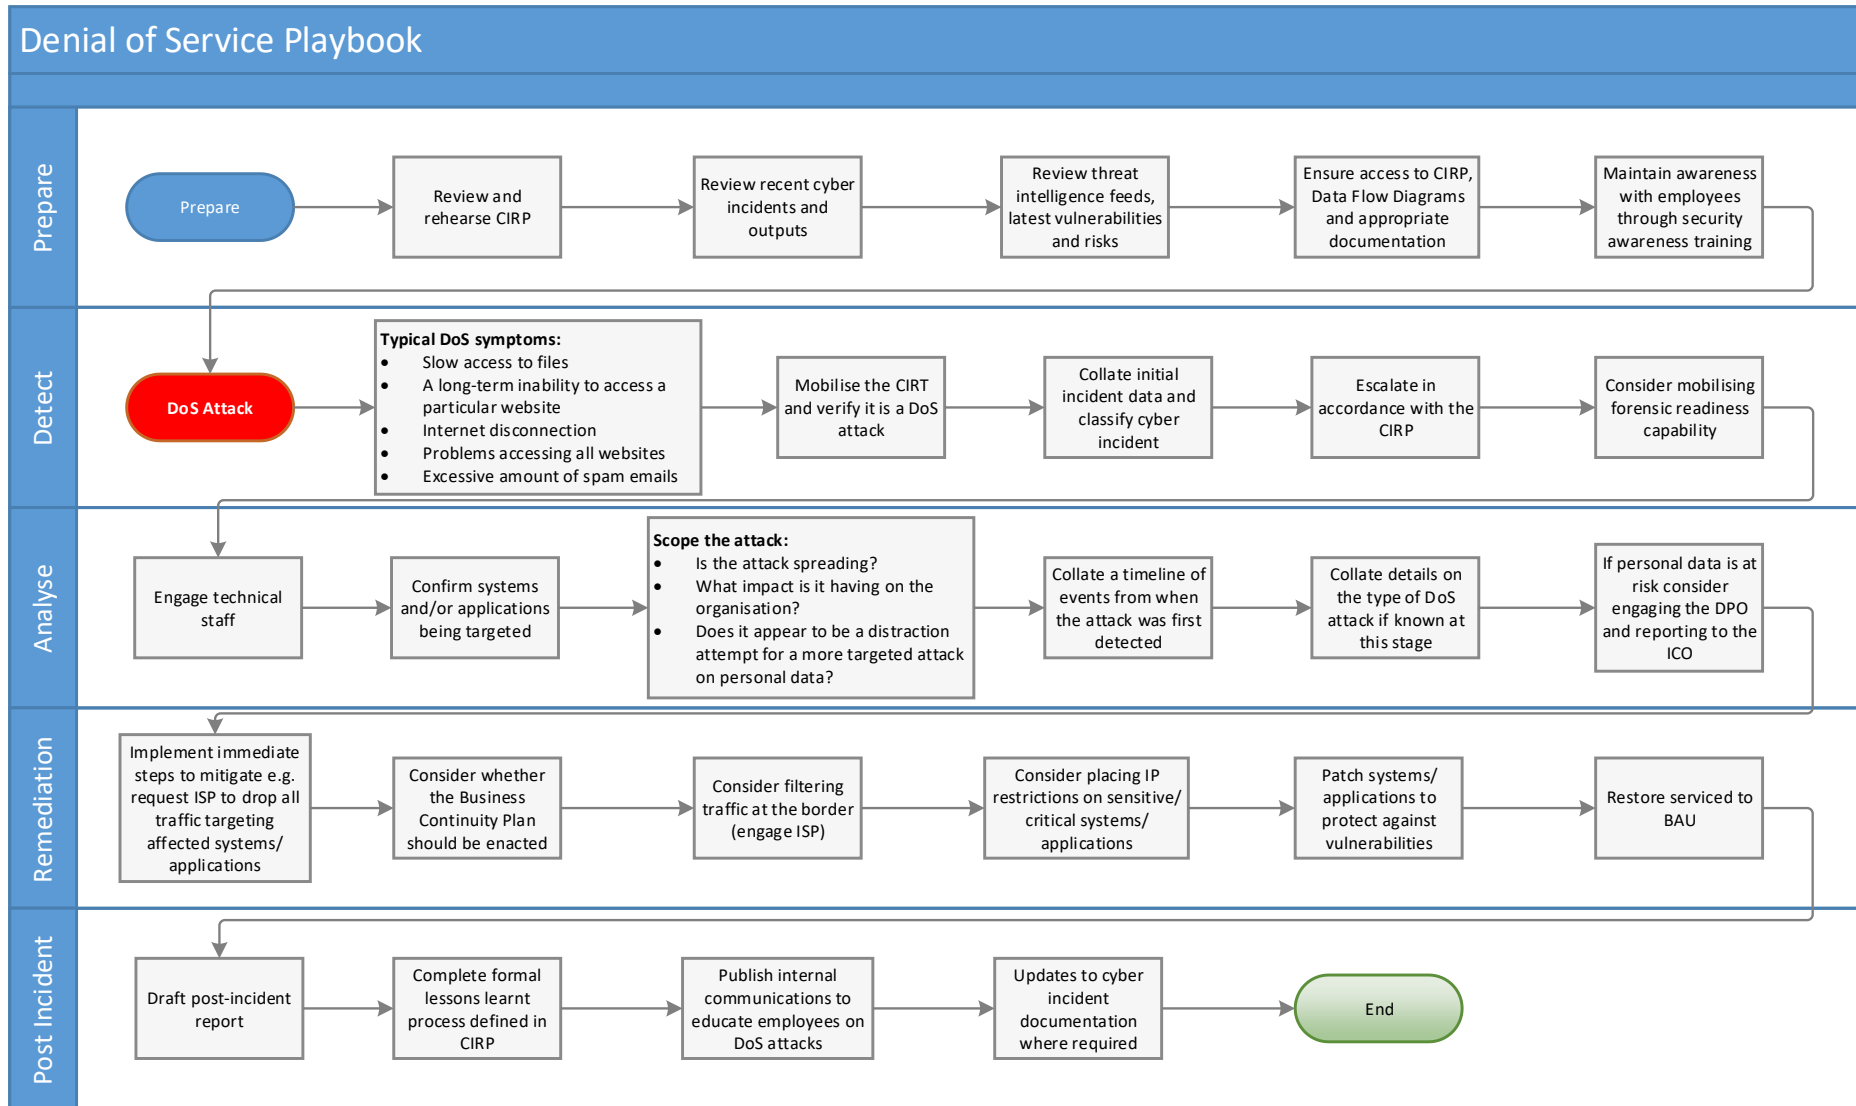 Denial of Service Playbook
Prepare
Prepare
Review and
rehearse CIRP
Review recent cyber
incidents and
outputs
Review threat
intelligence feeds,
latest vulnerabilities
and risks
Ensure access to CIRP,
Data Flow Diagrams
and appropriate
documentation
Maintain awareness
with employees
through security
awareness training
Detect
DoS Attack
Typical DoS symptoms:
• Slow access to files
• A long-term inability to access a
particular website
• Internet disconnection
• Problems accessing all websites
• Excessive amount of spam emails
Mobilise the CIRT
and verify it is a DoS
attack
Collate initial
incident data and
classify cyber
incident
Escalate in
accordance with the
CIRP
Consider mobilising
forensic readiness
capability
Analyse
Engage technical
staff
Confirm systems
and/or applications
being targeted
Scope the attack:
• Is the attack spreading?
• What impact is it having on the
organisation?
• Does it appear to be a distraction
attempt for a more targeted attack
on personal data?
Collate a timeline of
events from when
the attack was first
detected
Collate details on
the type of DoS
attack if known at
this stage
If personal data is at
risk consider
engaging the DPO
and reporting to the
ICO
Remediation
Implement immediate
steps to mitigate e.g.
request ISP to drop all
traffic targeting
affected systems/
applications
Consider whether
the Business
Continuity Plan
should be enacted
Consider filtering
traffic at the border
(engage ISP)
Consider placing IP
restrictions on sensitive/
critical systems/
applications
Patch systems/
applications to
protect against
vulnerabilities
Restore serviced to
BAU
Post Incident
Draft post-incident
report
Complete formal
lessons learnt
process defined in
CIRP
Publish internal
communications to
educate employees on
DoS attacks
Updates to cyber
incident
documentation
where required
End